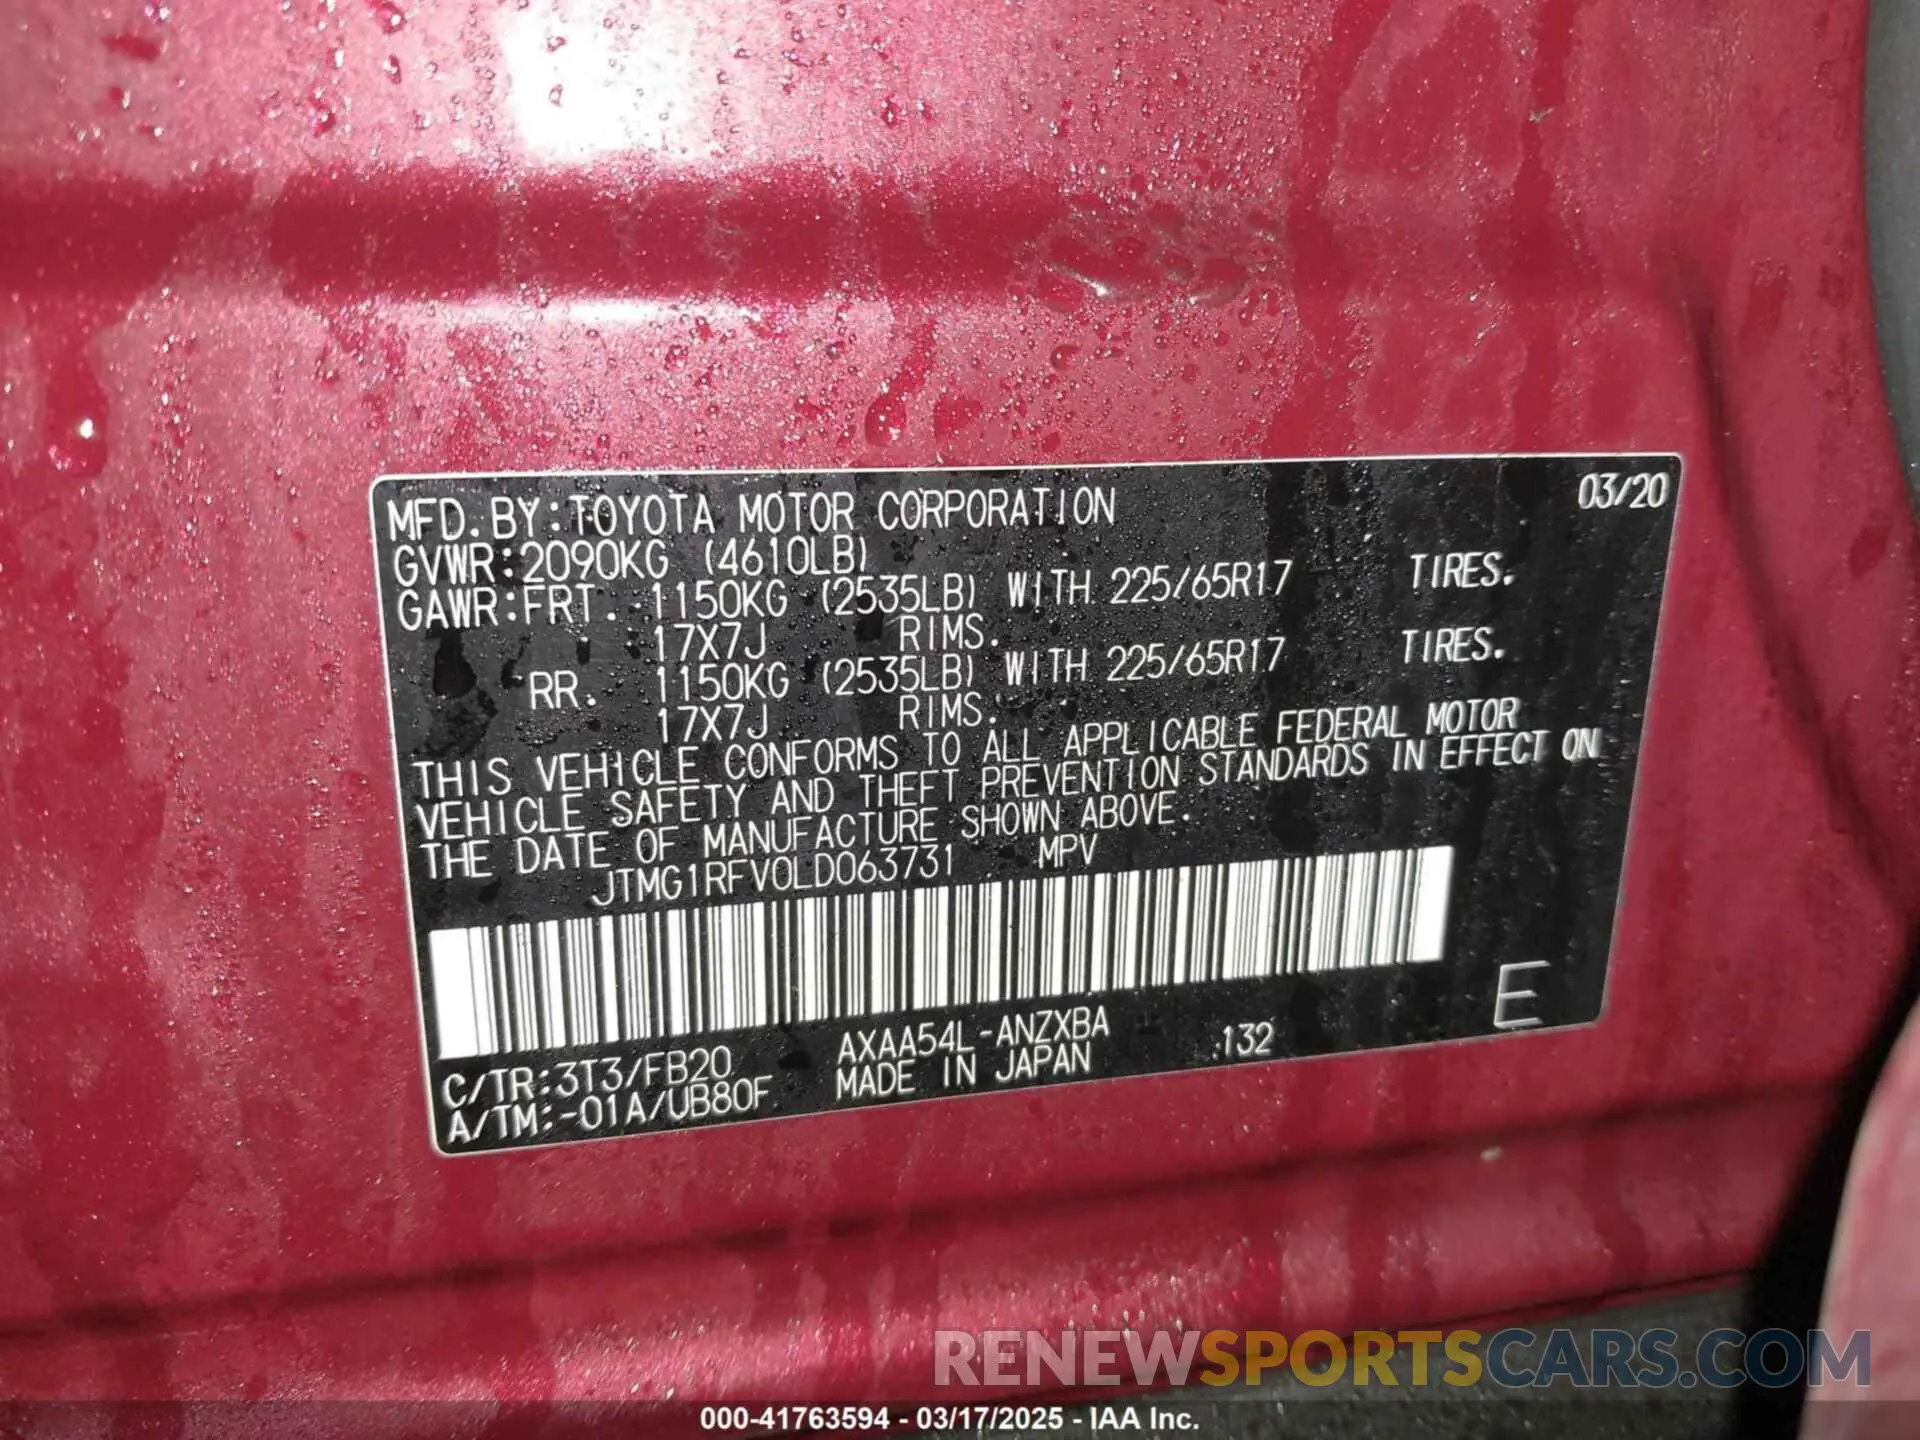 MFD. BY:TOYOTA MOTOR CORPORATION 03/20
GVWR:2090KG (4610LB)
GAWR:FRT. 1150KG (2535LB) WITH 225/65R17 TIRES.
17X7J RIMS.
RR. 1150KG (2535LB) WITH 225/65R17 TIRES.
17X7J RIMS.
THIS VEHICLE CONFORMS TO ALL APPLICABLE FEDERAL MOTOR
VEHICLE SAFETY AND THEFT PREVENTION STANDARDS IN EFFECT ON
THE DATE OF MANUFACTURE SHOWN ABOVE.
JTMG1RFV0LD063731 MPV
C/TR:3T3/FB20 AXAA54L-ANZXBA :132 E
A/TM:-01A/UB80F MADE IN JAPAN
RENEWSPORTSCARS.COM
000-41763594 - 03/17/2025 - IAA Inc.